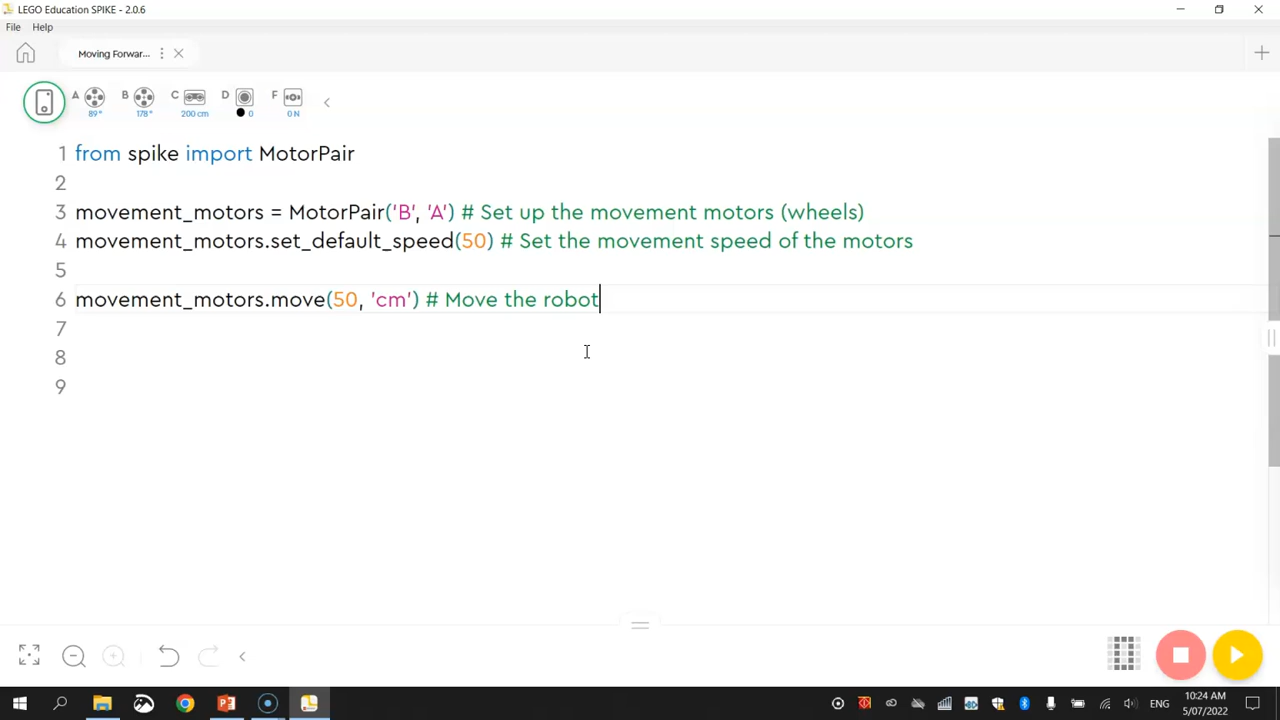 LEGO Education SPIKE - 2.0.6
File Help
Moving Forwar...
A B C D F
89° 178° 200 cm 0 0 N
1 from spike import MotorPair
2
3 movement_motors = MotorPair('B', 'A') # Set up the movement motors (wheels)
4 movement_motors.set_default_speed(50) # Set the movement speed of the motors
5
6 movement_motors.move(50, 'cm') # Move the robot
7
8
9
10:24 AM
ENG
5/07/2022